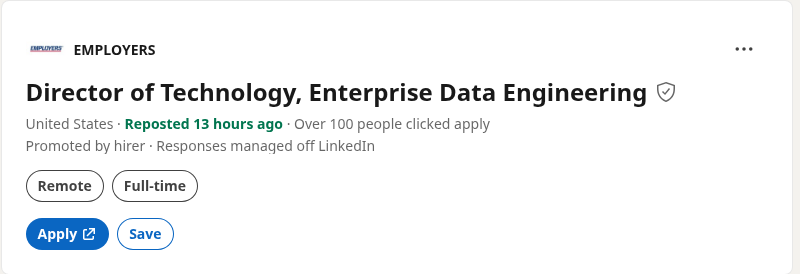 EMPLOYERS EMPLOYERS
Director of Technology, Enterprise Data Engineering
United States · Reposted 13 hours ago · Over 100 people clicked apply
Promoted by hirer · Responses managed off LinkedIn
Remote Full-time
Apply Save